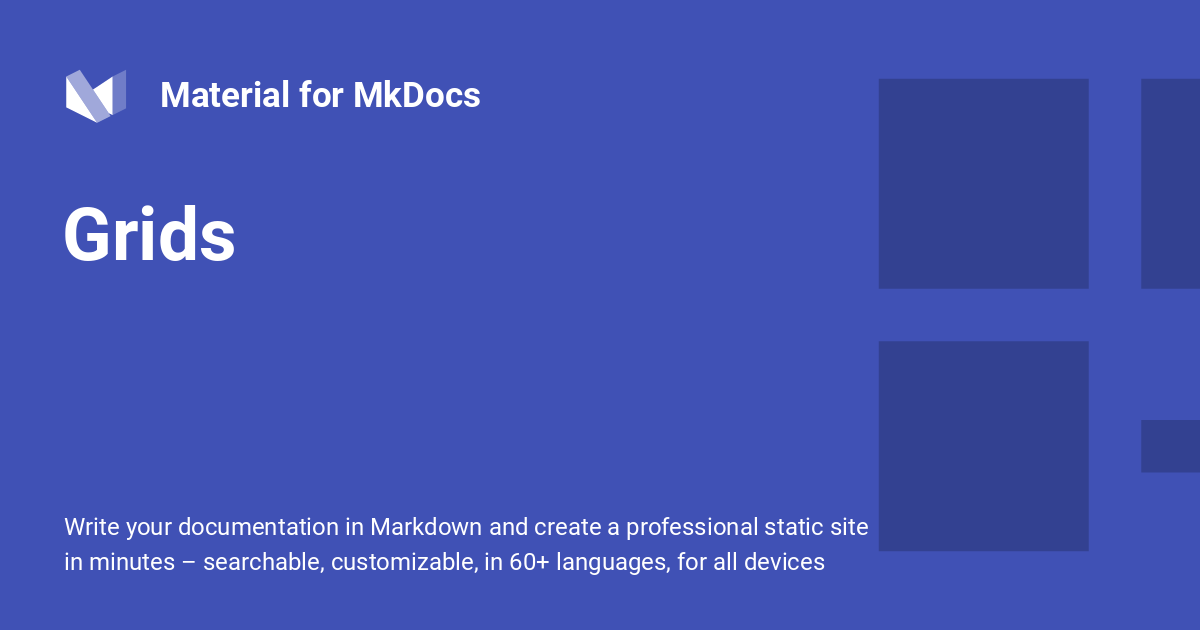 Material for MkDocs
Grids
Write your documentation in Markdown and create a professional static site
in minutes – searchable, customizable, in 60+ languages, for all devices